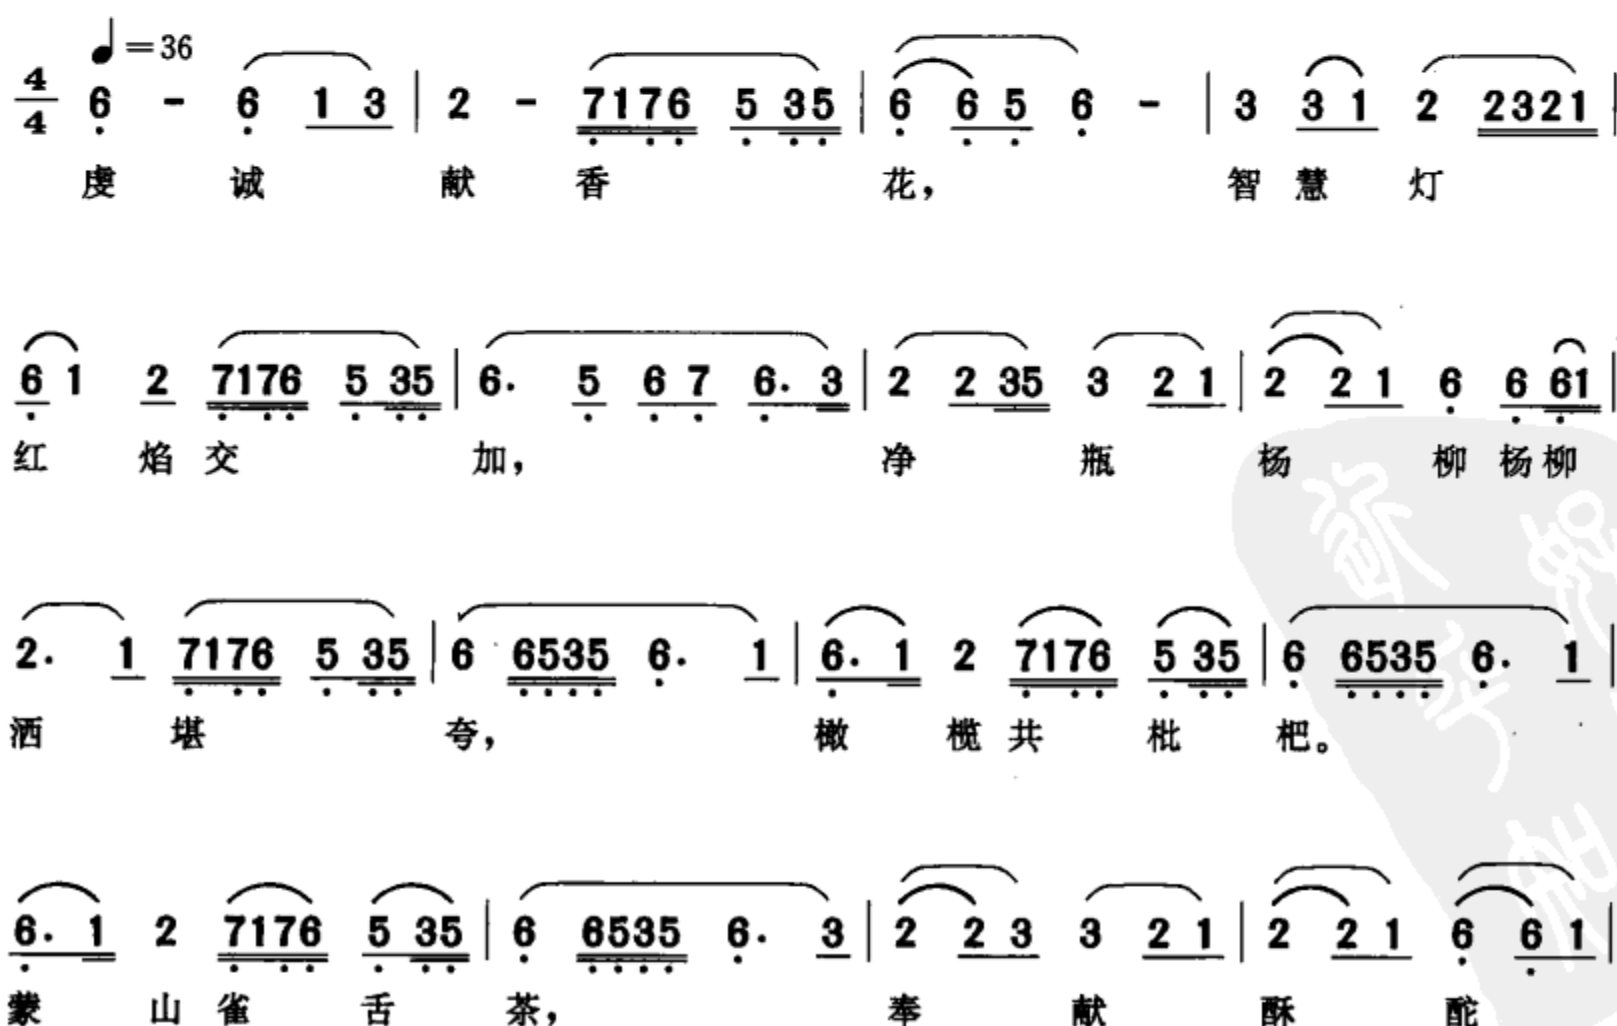 4/4 ♩=36
6 - 6 1 3 | 2 - 7176 5 35 | 6 6 5 6 - | 3 3 1 2 2321 |
虔 诚 献 香 花， 智 慧 灯
6 1 2 7176 5 35 | 6. 5 6 7 6. 3 | 2 2 35 3 2 1 | 2 2 1 6 6 61 |
红 焰 交 加， 净 瓶 杨 柳 杨 柳
2. 1 7176 5 35 | 6 6535 6. 1 | 6. 1 2 7176 5 35 | 6 6535 6. 1 |
洒 堪 夸， 橄 榄 共 枇 杷。
6. 1 2 7176 5 35 | 6 6535 6. 3 | 2 2 3 3 2 1 | 2 2 1 6 6 1 |
蒙 山 雀 舌 茶， 奉 献 酥 酡